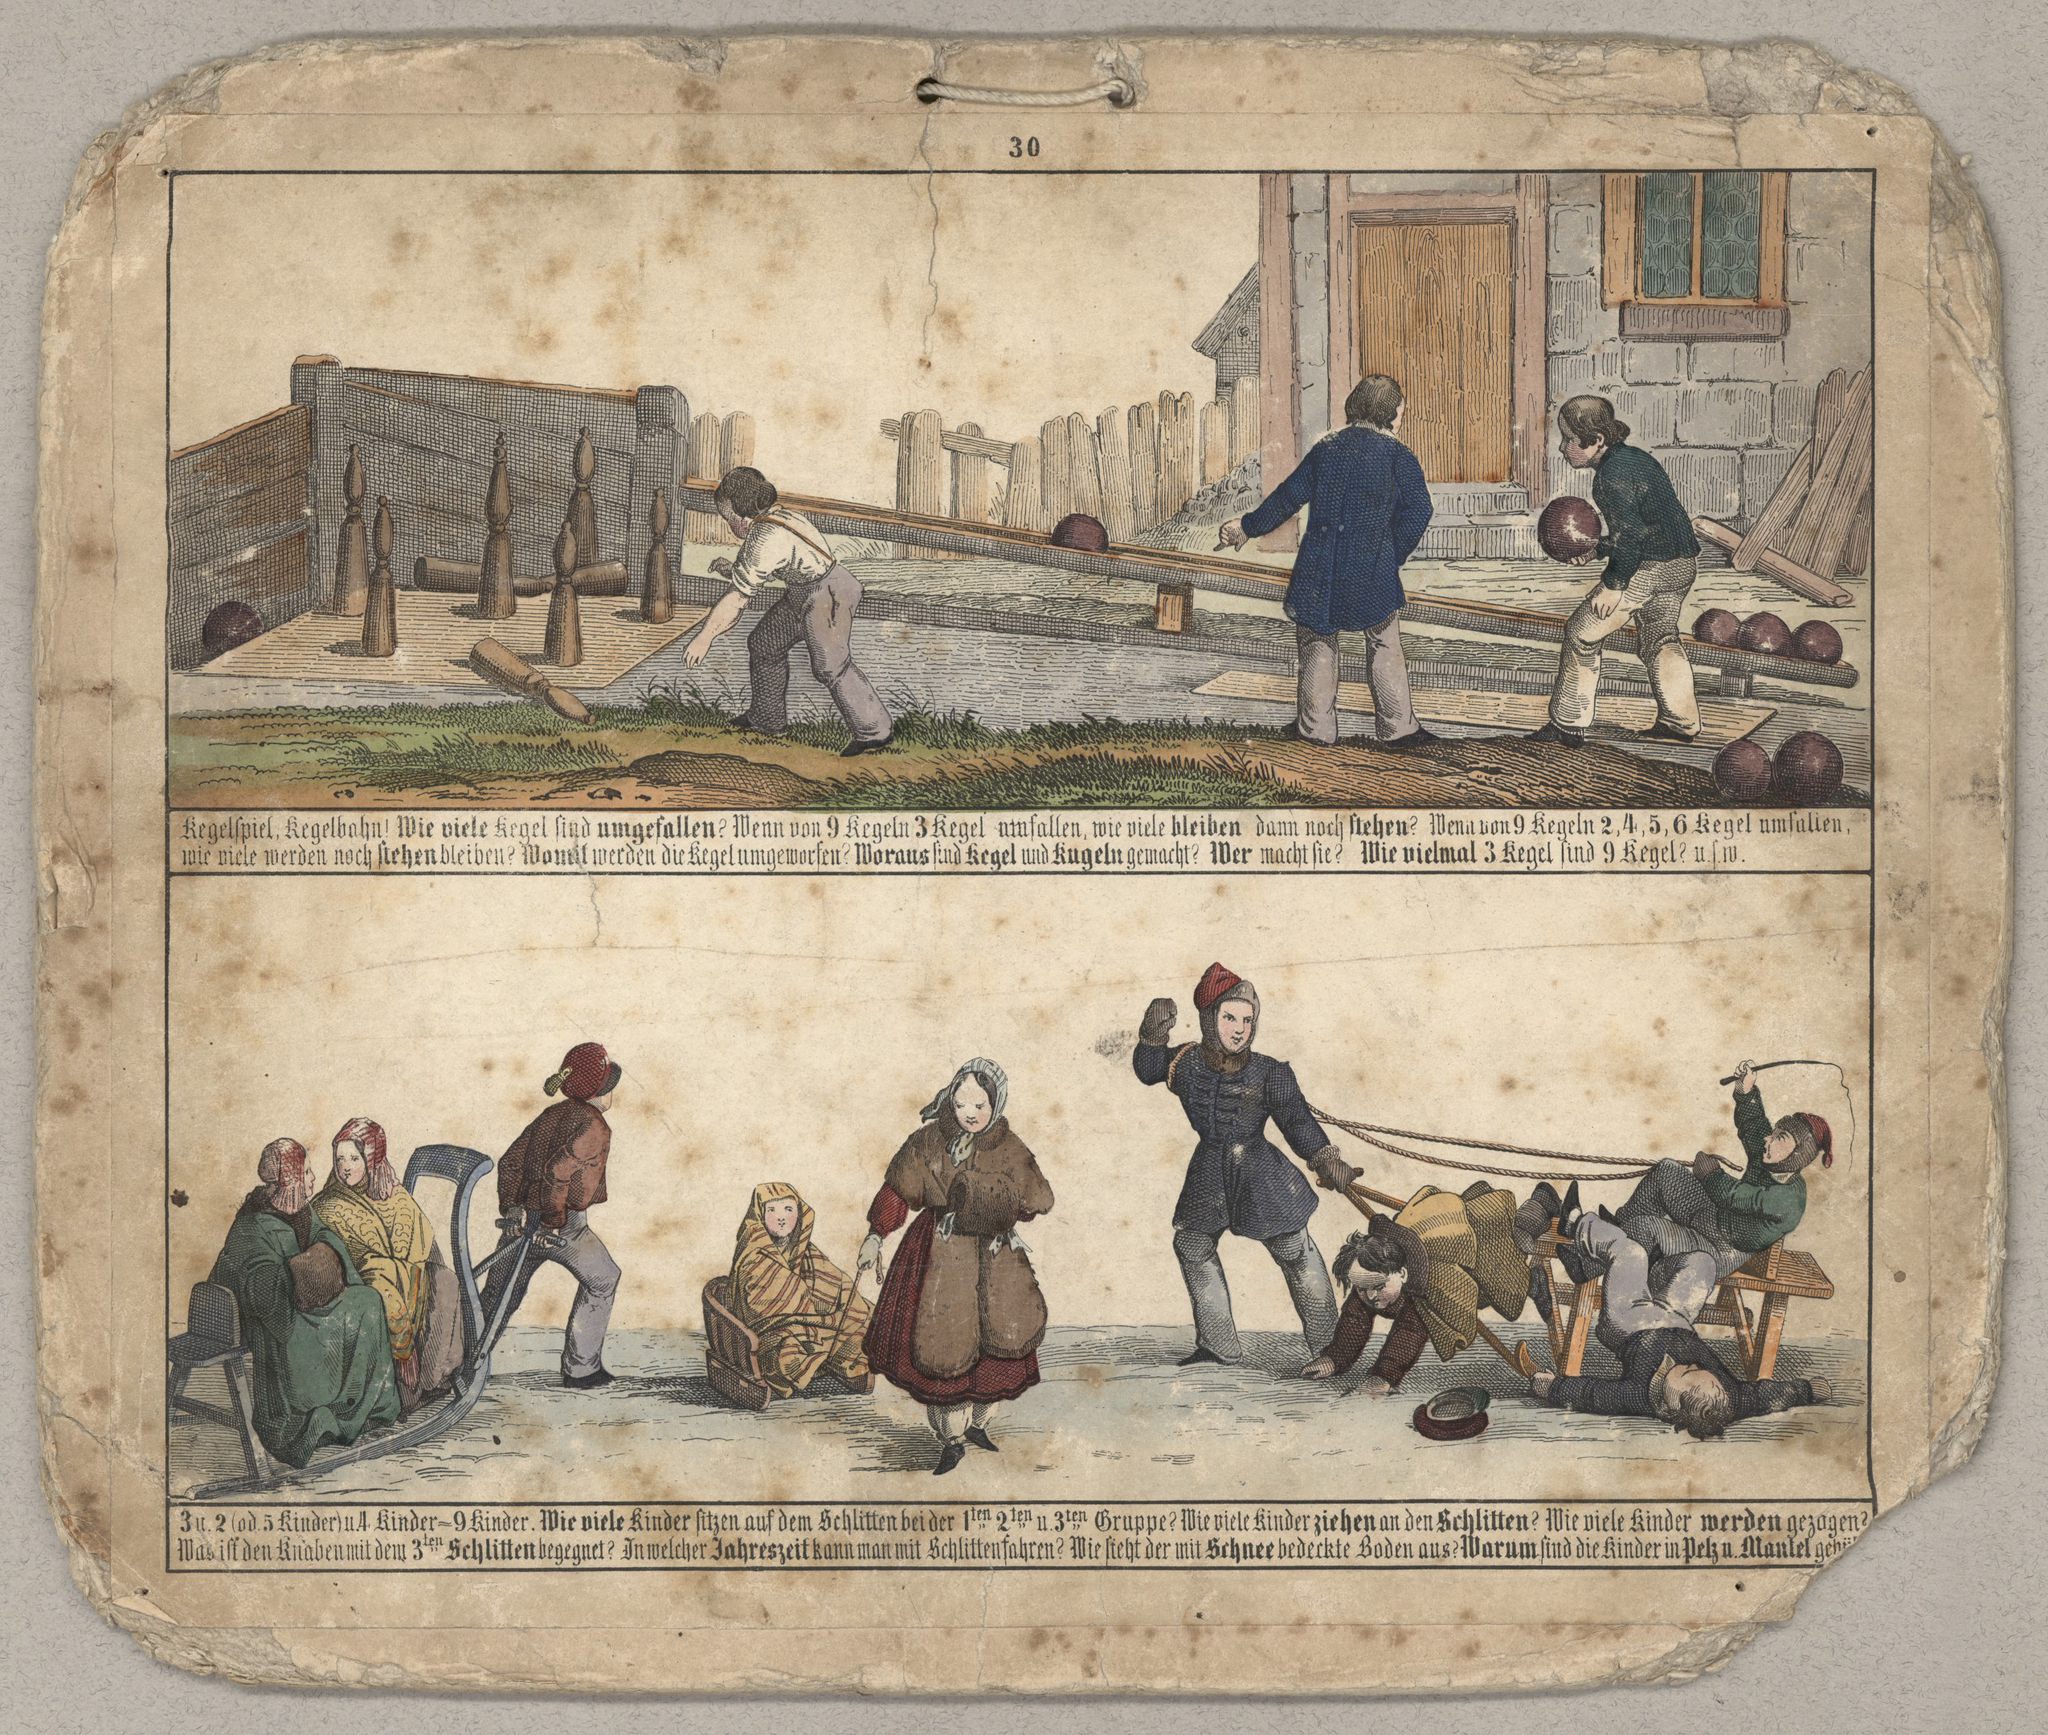 30
Kegelspiel, Kegelbahn! Wie viele Kegel sind umgefallen? Wenn von 9 Kegeln 3 Kegel umfallen, wie viele bleiben dann noch stehen? Wenn von 9 Kegeln 2, 4, 5, 6 Kegel umfallen,
wie viele werden noch stehen bleiben? Womit werden die Kegel umgeworfen? Woraus sind Kegel und Kugeln gemacht? Wer macht sie? Wie vielmal 3 Kegel sind 9 Kegel? u.s.w.
3 u. 2 (od. 5 Kinder) u 4 Kinder = 9 Kinder. Wie viele Kinder sitzen auf dem Schlitten bei der 1ten 2ten u. 3ten Gruppe? Wie viele Kinder ziehen an den Schlitten? Wie viele Kinder werden gezogen?
Was ist den Knaben mit dem 3ten Schlitten begegnet? In welcher Jahreszeit kann man mit Schlitten fahren? Wie sieht der mit Schnee bedeckte Boden aus? Warum sind die Kinder in Pelz u. Mantel